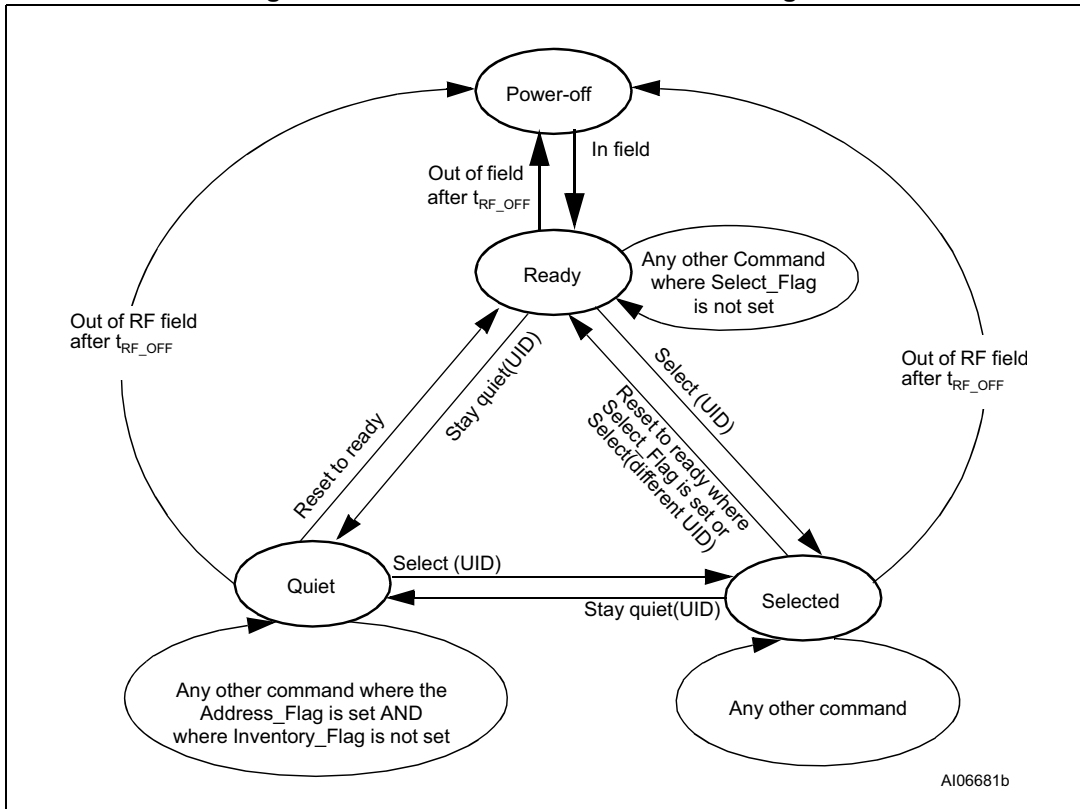 Power-off
In field
Out of field
after tRF_OFF
Ready
Any other Command
where Select_Flag
is not set
Out of RF field
after tRF_OFF
Out of RF field
after tRF_OFF
Reset to ready
Stay quiet(UID)
Select (UID)
Reset to ready where
Select_Flag is set or
Select(different UID)
Quiet
Select (UID)
Stay quiet(UID)
Selected
Any other command where the
Address_Flag is set AND
where Inventory_Flag is not set
Any other command
AI06681b